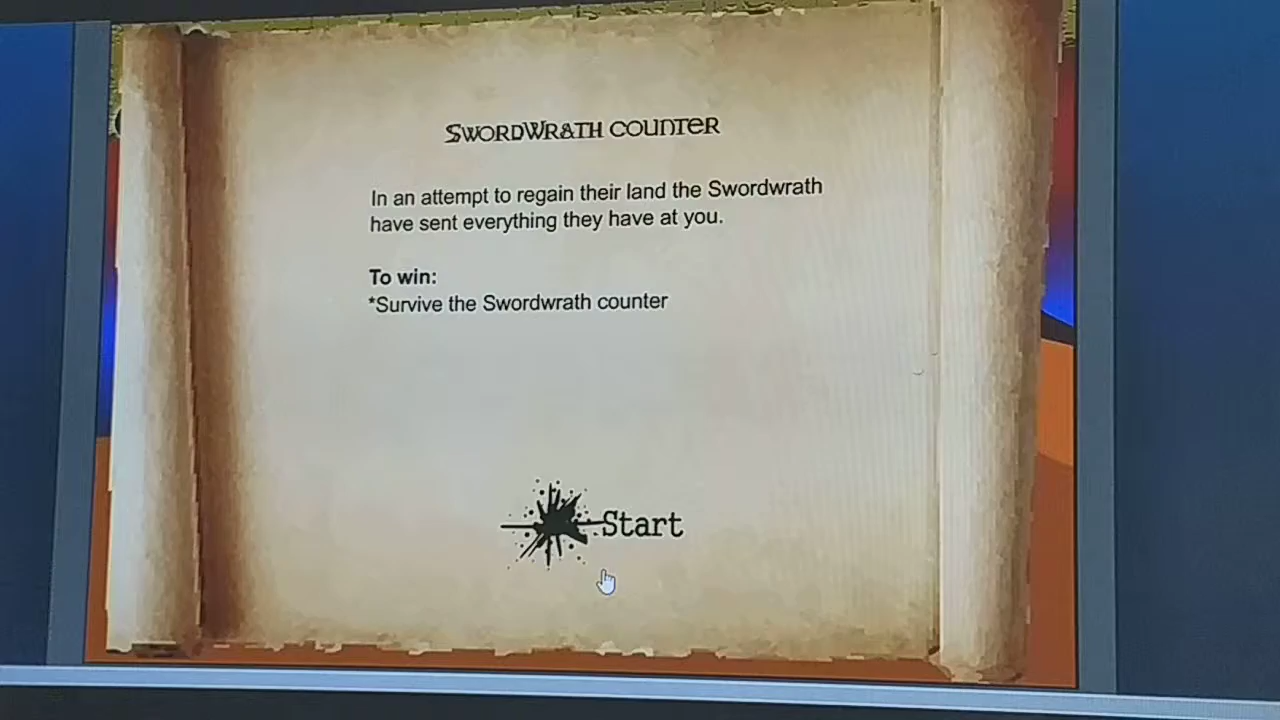 SWORDWRATH COUNTER
In an attempt to regain their land the Swordwrath
have sent everything they have at you.
To win:
*Survive the Swordwrath counter
Start